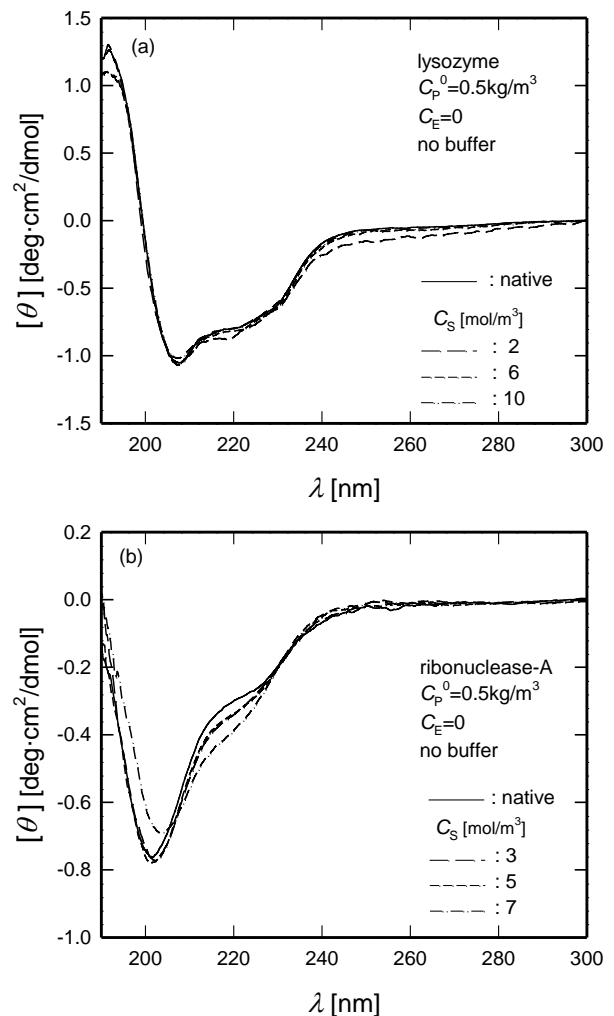 (a)
lysozyme
C_P^0=0.5kg/m^3
C_E=0
no buffer
: native
C_S [mol/m^3]
: 2
: 6
: 10
[θ] [deg·cm^2/dmol]
1.5
1.0
0.5
0.0
-0.5
-1.0
-1.5
200 220 240 260 280 300
λ [nm]
(b)
ribonuclease-A
C_P^0=0.5kg/m^3
C_E=0
no buffer
: native
C_S [mol/m^3]
: 3
: 5
: 7
[θ] [deg·cm^2/dmol]
0.2
0.0
-0.2
-0.4
-0.6
-0.8
-1.0
200 220 240 260 280 300
λ [nm]